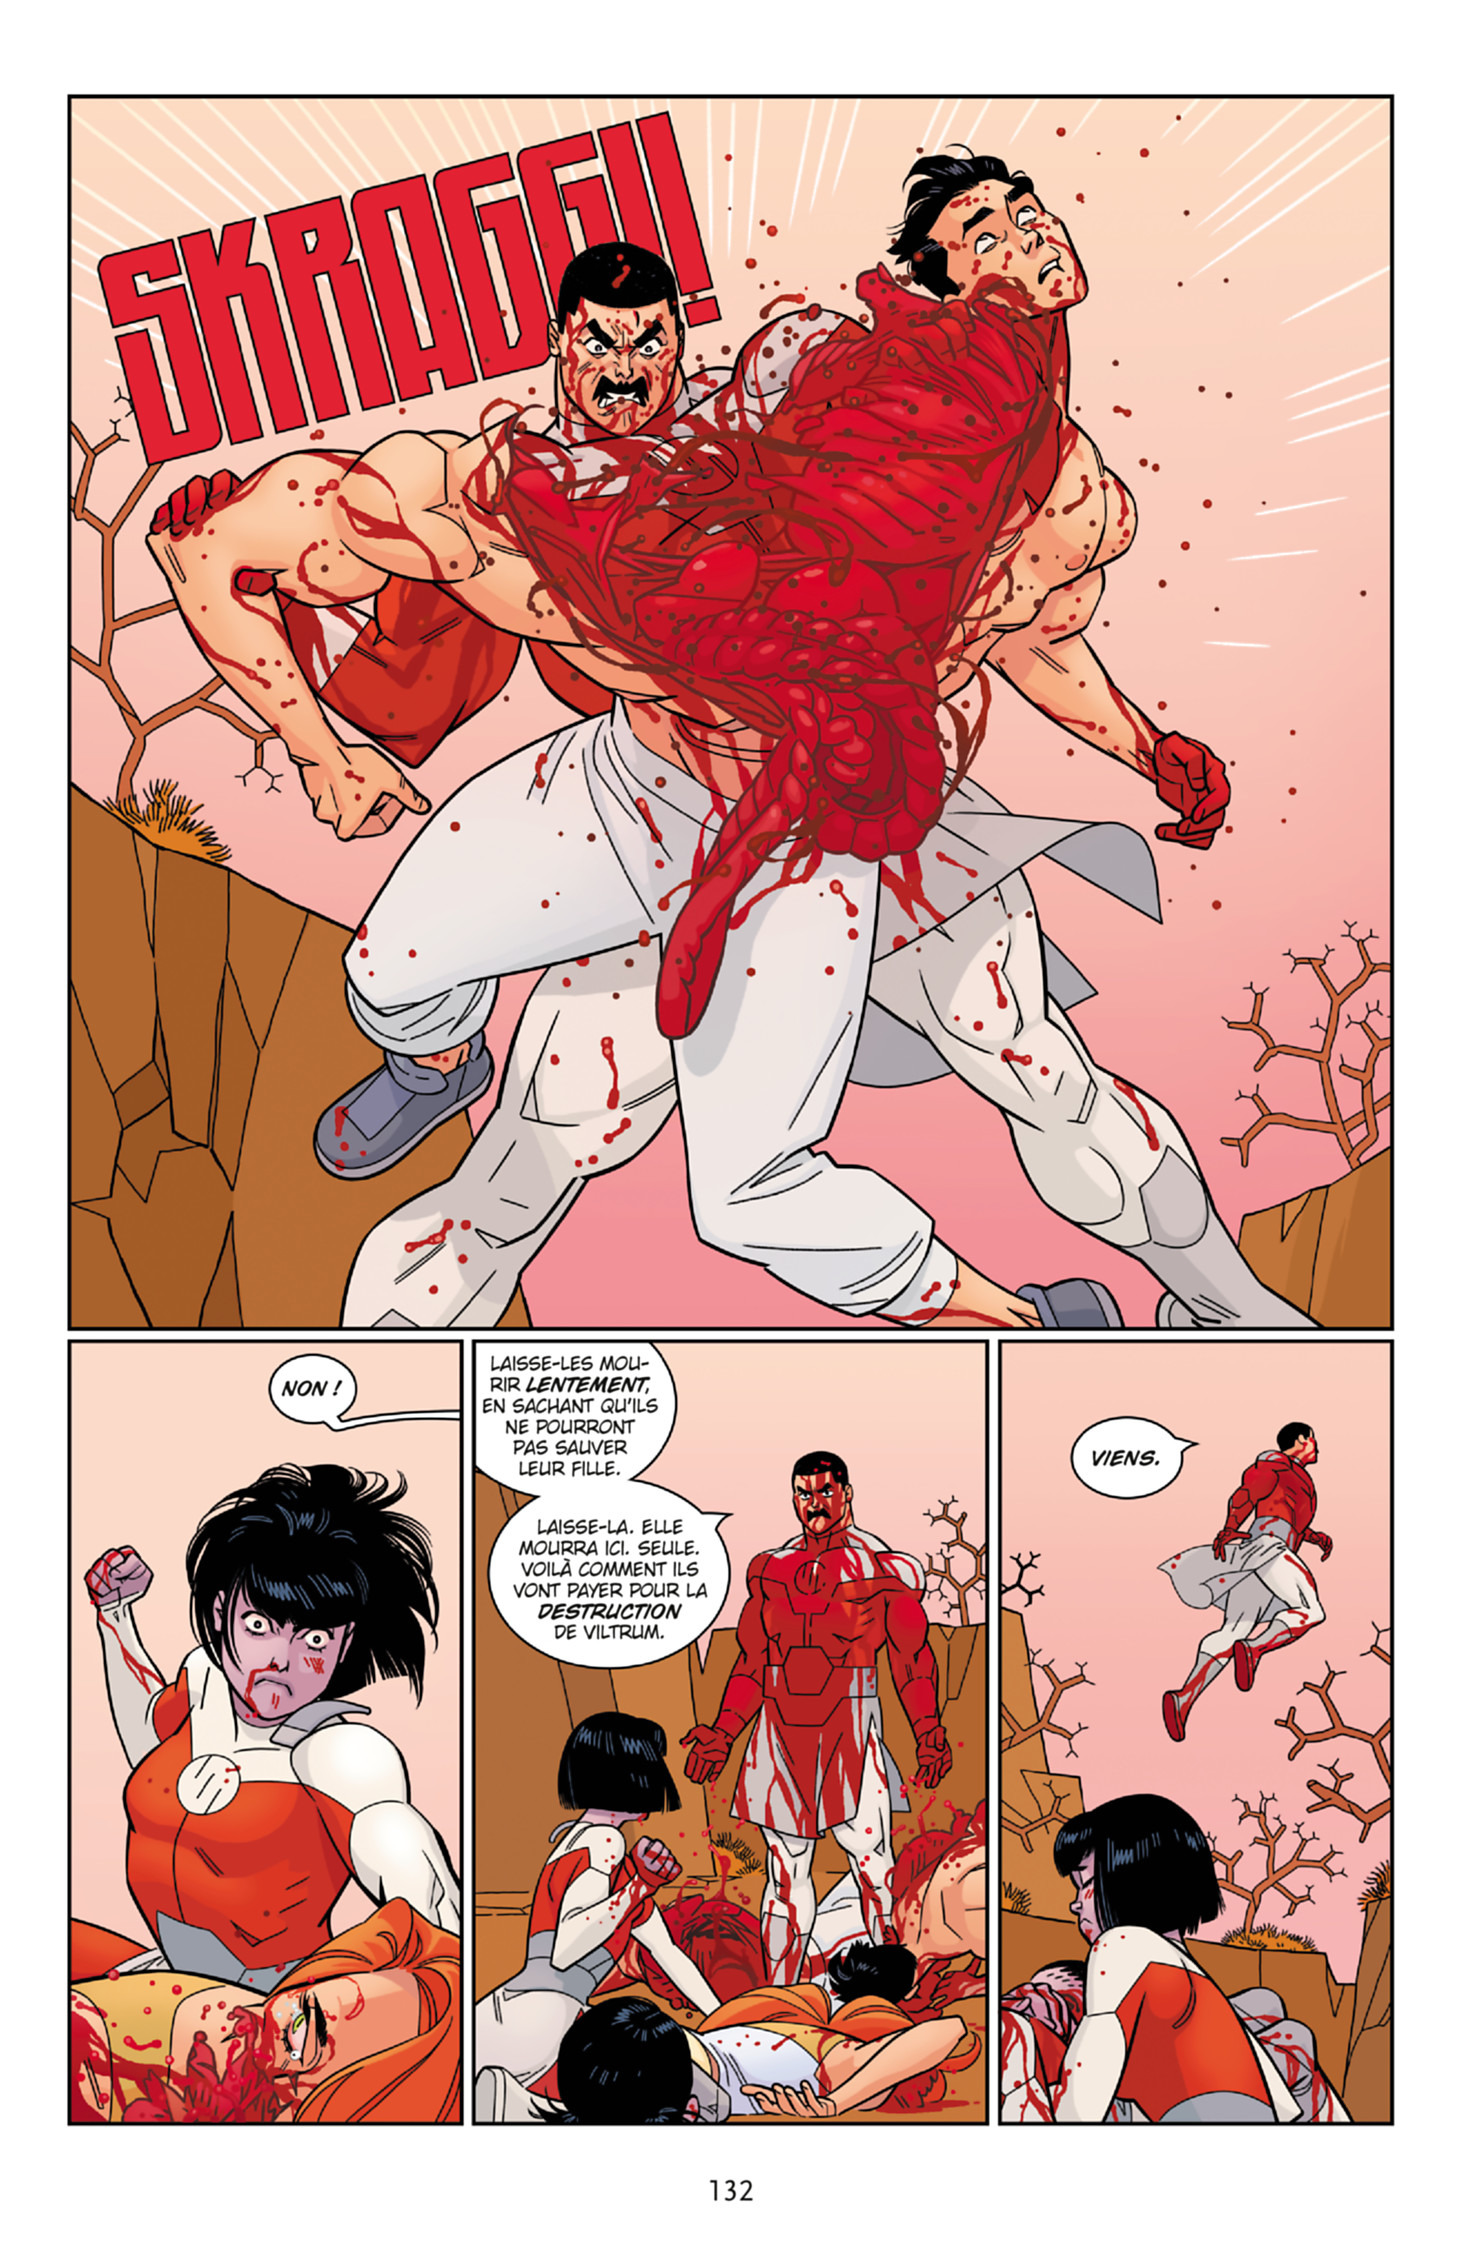 SKRAGGII!
NON !
LAISSE-LES MOU-
RIR LENTEMENT,
EN SACHANT QU'ILS
NE POURRONT
PAS SAUVER
LEUR FILLE.
LAISSE-LA. ELLE
MOURRA ICI. SEULE.
VOILÀ COMMENT ILS
VONT PAYER POUR LA
DESTRUCTION
DE VILTRUM.
VIENS.
132